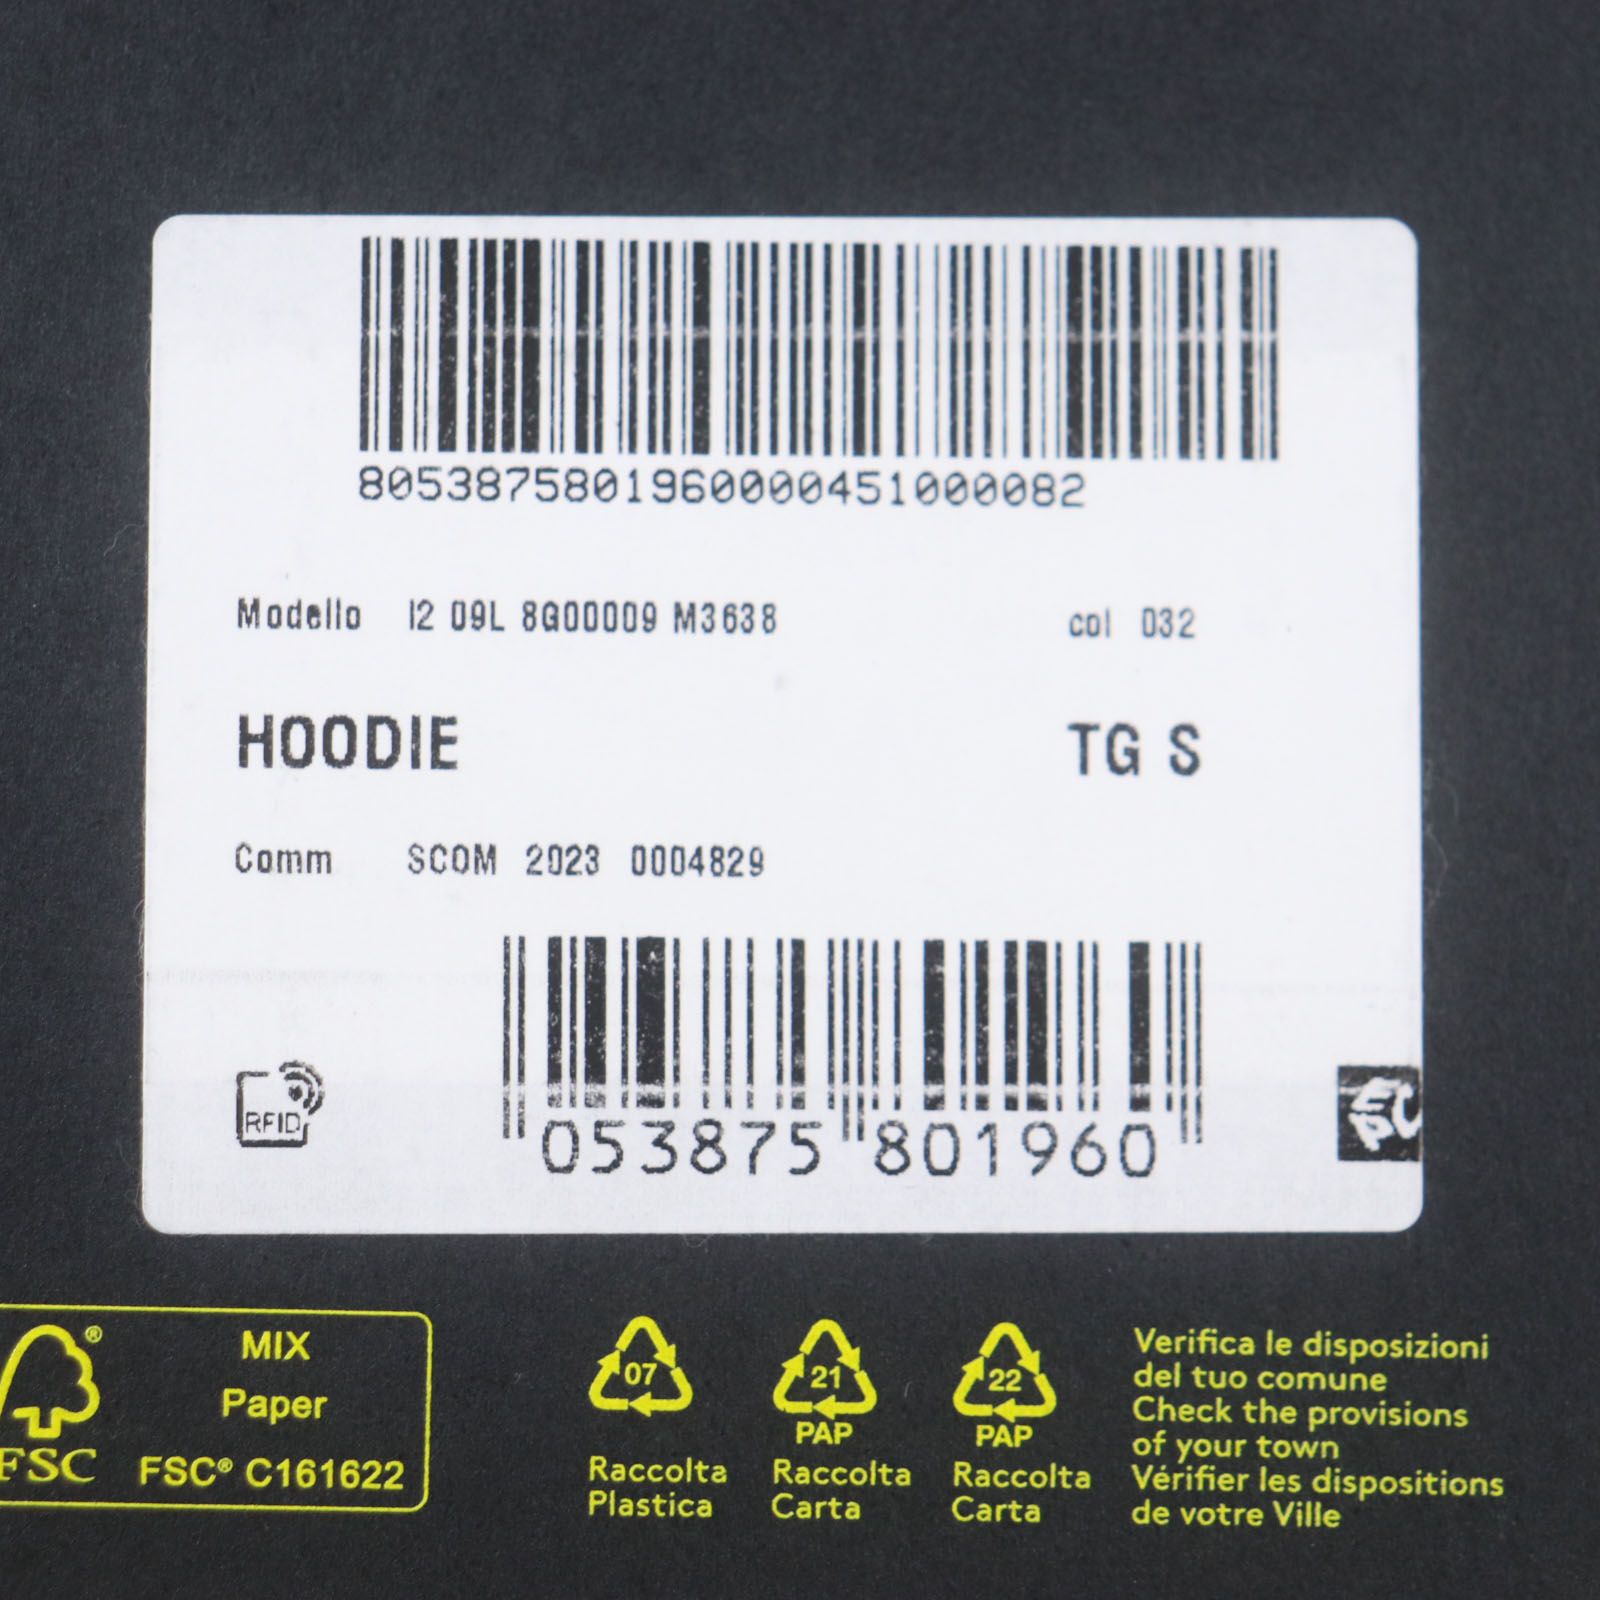 8053875801960000451000082
Modello I2 09L 8G00009 M3638 col 032
HOODIE TG S
Comm SCOM 2023 0004829
RFID
053875 801960
® MIX
Paper
FSC FSC® C161622
07
Raccolta
Plastica
21
PAP
Raccolta
Carta
22
PAP
Raccolta
Carta
Verifica le disposizioni
del tuo comune
Check the provisions
of your town
Vérifier les dispositions
de votre Ville